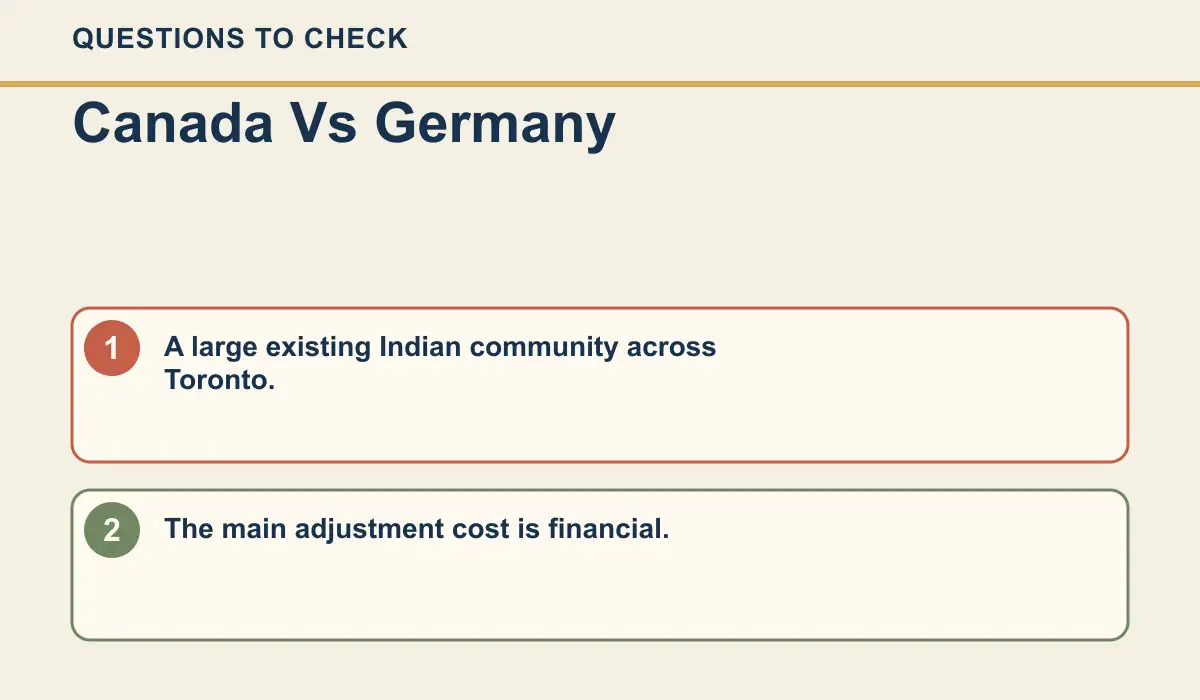 QUESTIONS TO CHECK
Canada Vs Germany
1
A large existing Indian community across
Toronto.
2
The main adjustment cost is financial.